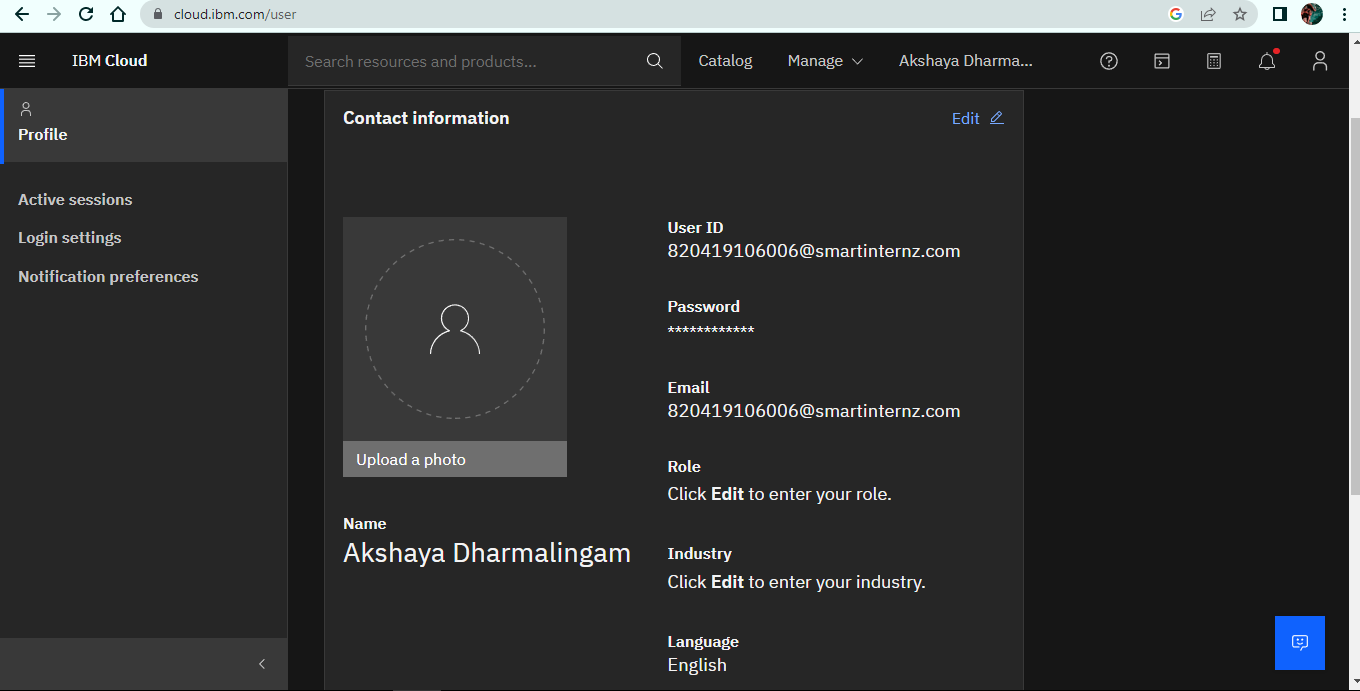 cloud.ibm.com/user
IBM Cloud
Search resources and products...
Catalog
Manage
Akshaya Dharma...
Profile
Active sessions
Login settings
Notification preferences
Contact information
Edit
Upload a photo
Name
Akshaya Dharmalingam
User ID
820419106006@smartinternz.com
Password
************
Email
820419106006@smartinternz.com
Role
Click Edit to enter your role.
Industry
Click Edit to enter your industry.
Language
English